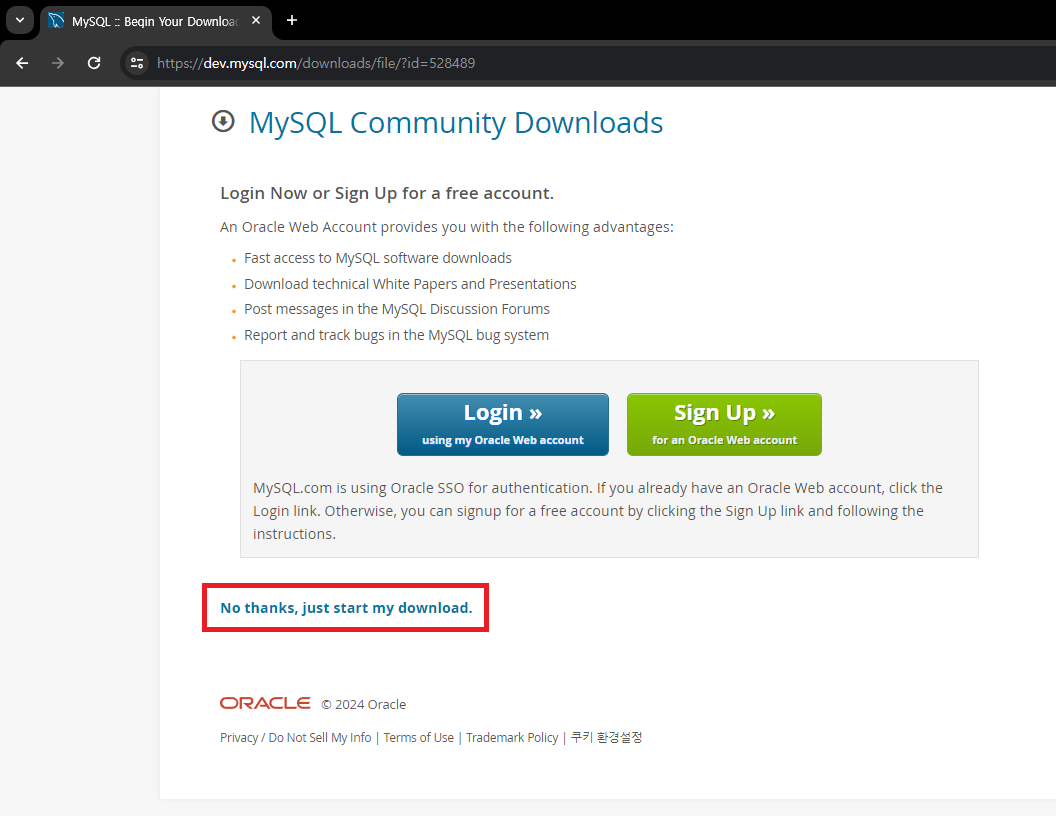 MySQL :: Begin Your Downloa
https://dev.mysql.com/downloads/file/?id=528489
MySQL Community Downloads
Login Now or Sign Up for a free account.
An Oracle Web Account provides you with the following advantages:
Fast access to MySQL software downloads
Download technical White Papers and Presentations
Post messages in the MySQL Discussion Forums
Report and track bugs in the MySQL bug system
Login »
using my Oracle Web account
Sign Up »
for an Oracle Web account
MySQL.com is using Oracle SSO for authentication. If you already have an Oracle Web account, click the
Login link. Otherwise, you can signup for a free account by clicking the Sign Up link and following the
instructions.
No thanks, just start my download.
ORACLE © 2024 Oracle
Privacy / Do Not Sell My Info | Terms of Use | Trademark Policy | 쿠키 환경설정